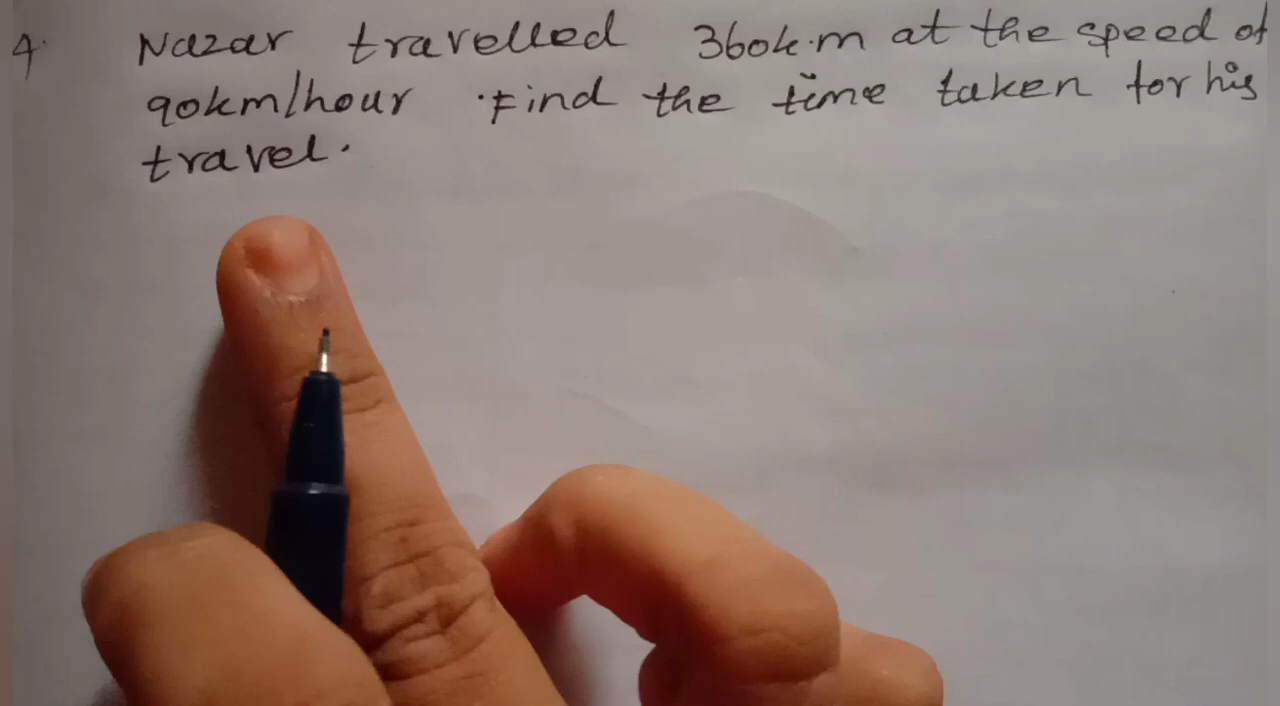 4. Nazar travelled 360k.m at the speed of
90km/hour . Find the time taken for his
travel.